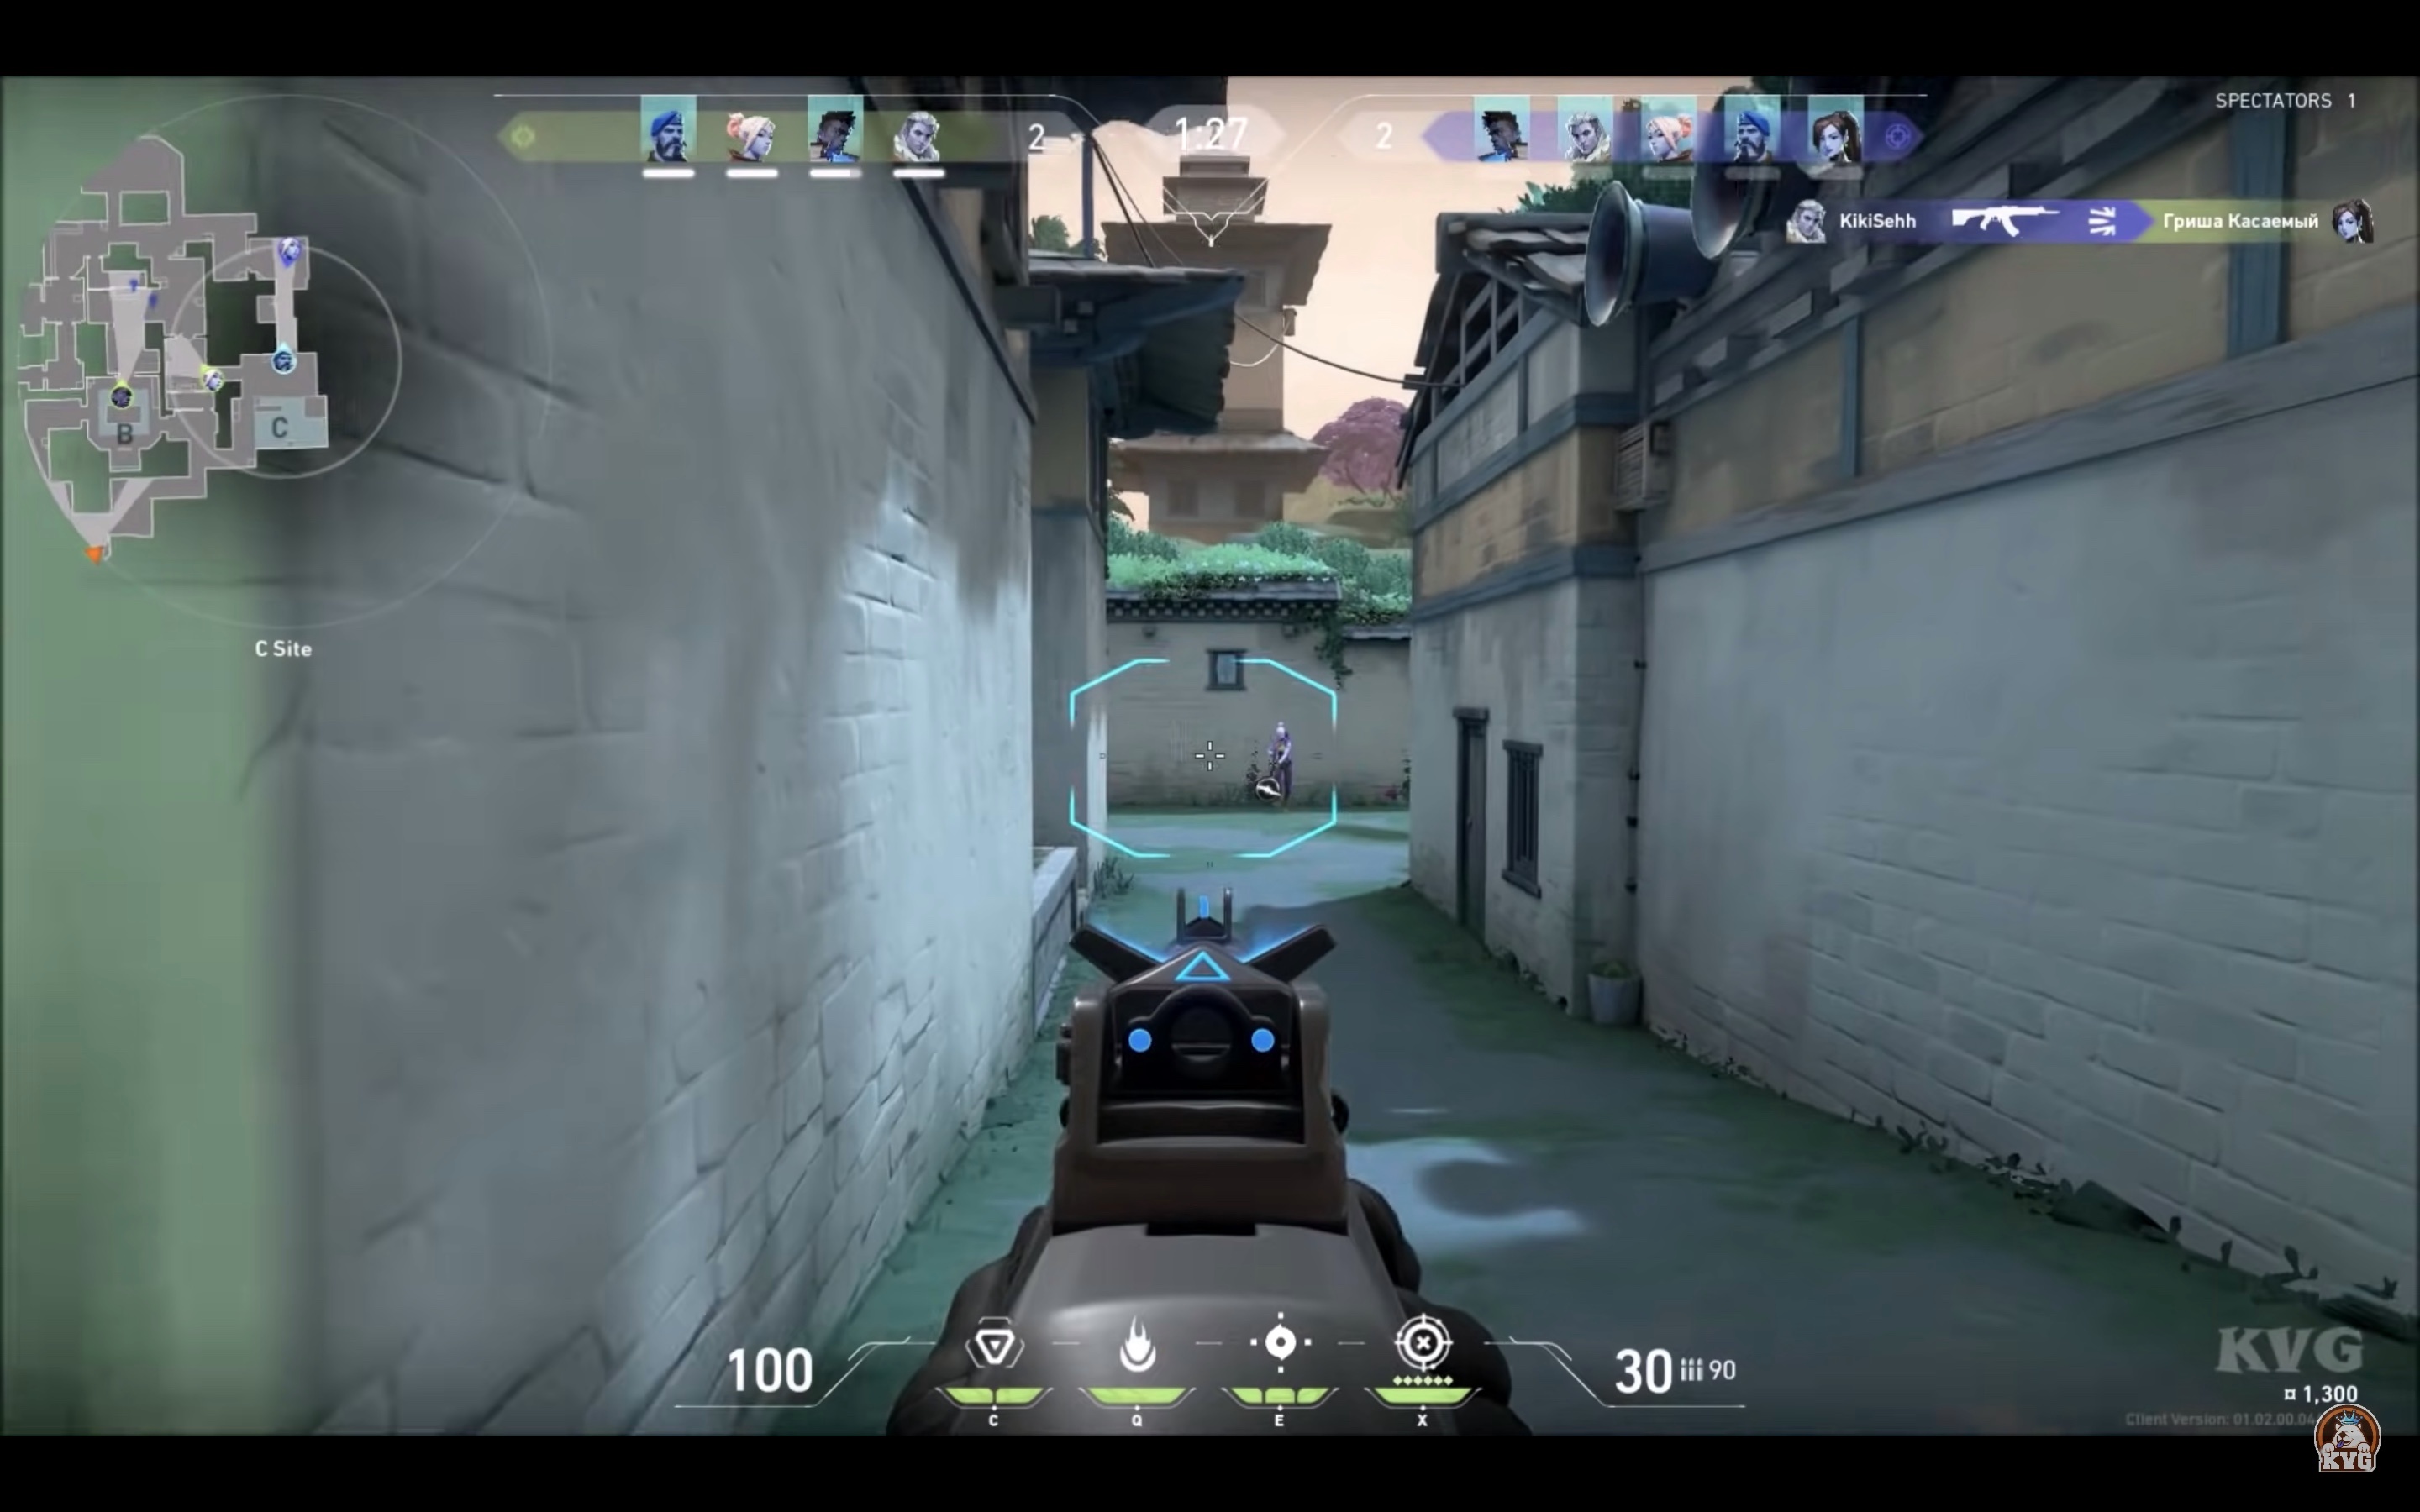 SPECTATORS 1
2 1:27 2
KikiSehh Гриша Касаемый
B
C
C Site
100
30 90
C Q E X
KVG
¤ 1,300
Client Version: 01.02.00.04
KVG